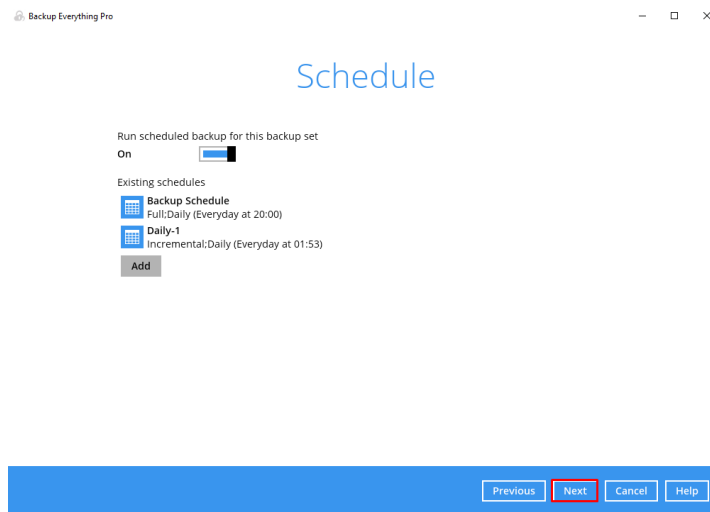 Backup Everything Pro
Schedule
Run scheduled backup for this backup set
On
Existing schedules
Backup Schedule
Full;Daily (Everyday at 20:00)
Daily-1
Incremental;Daily (Everyday at 01:53)
Add
Previous Next Cancel Help